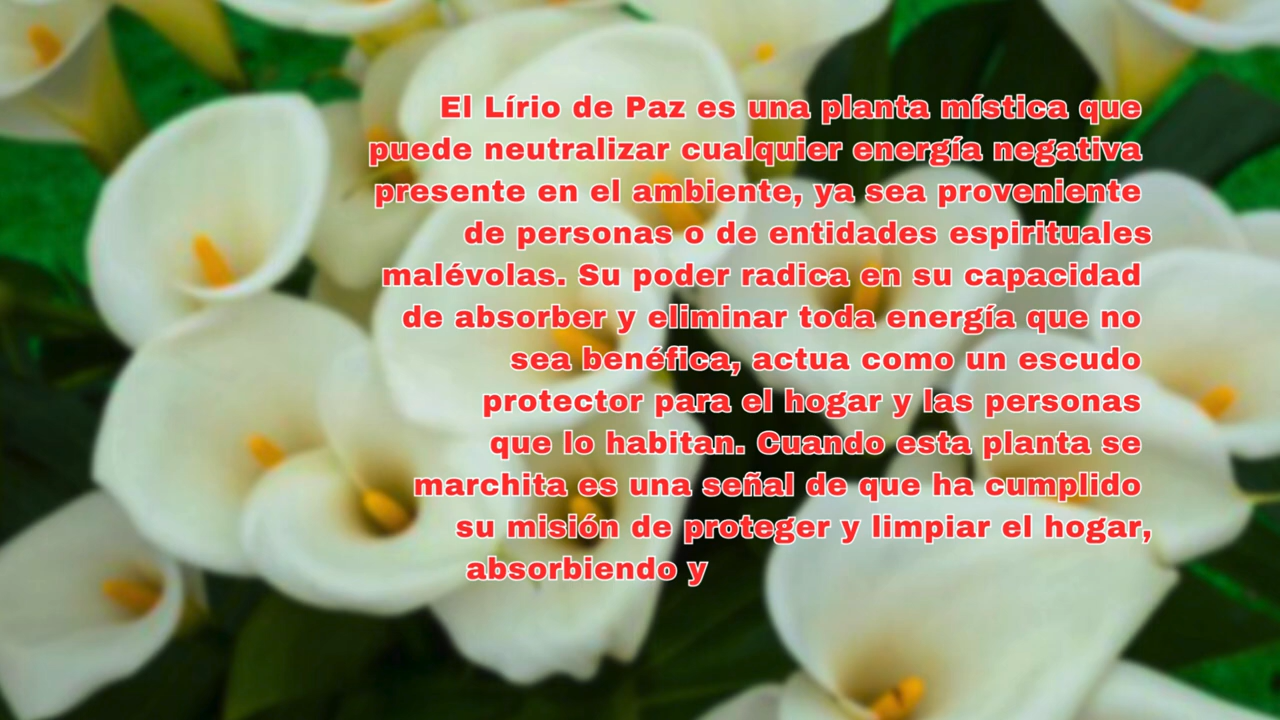 El Lírio de Paz es una planta mística que
puede neutralizar cualquier energía negativa
presente en el ambiente, ya sea proveniente
de personas o de entidades espirituales
malévolas. Su poder radica en su capacidad
de absorber y eliminar toda energía que no
sea benéfica, actua como un escudo
protector para el hogar y las personas
que lo habitan. Cuando esta planta se
marchita es una señal de que ha cumplido
su misión de proteger y limpiar el hogar,
absorbiendo y